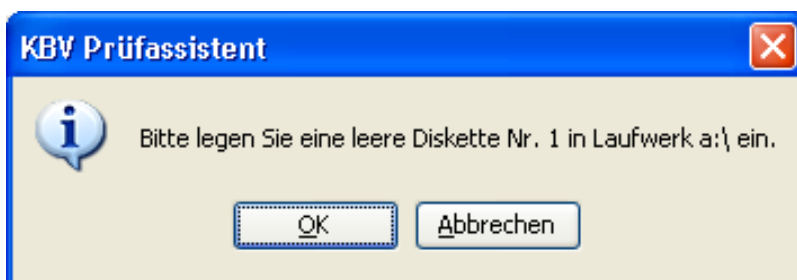 KBV Prüfassistent
Bitte legen Sie eine leere Diskette Nr. 1 in Laufwerk a:\ ein.
OK
Abbrechen